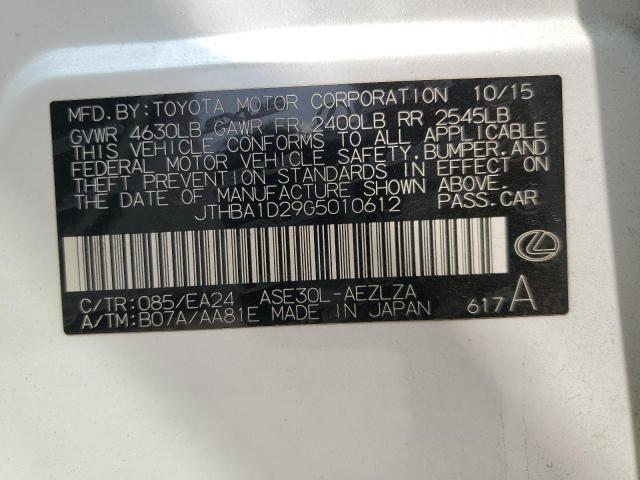 MFD.BY:TOYOTA MOTOR CORPORATION 10/15
GVWR 4630LB GAWR FR 2400LB RR 2545LB
THIS VEHICLE CONFORMS TO ALL APPLICABLE
FEDERAL MOTOR VEHICLE SAFETY,BUMPER,AND
THEFT PREVENTION STANDARDS IN EFFECT ON
THE DATE OF MANUFACTURE SHOWN ABOVE.
JTHBA1D29G5010612 PASS.CAR
C/TR:085/EA24 ASE30L-AEZLZA
A/TM:B07A/AA81E MADE IN JAPAN 617A